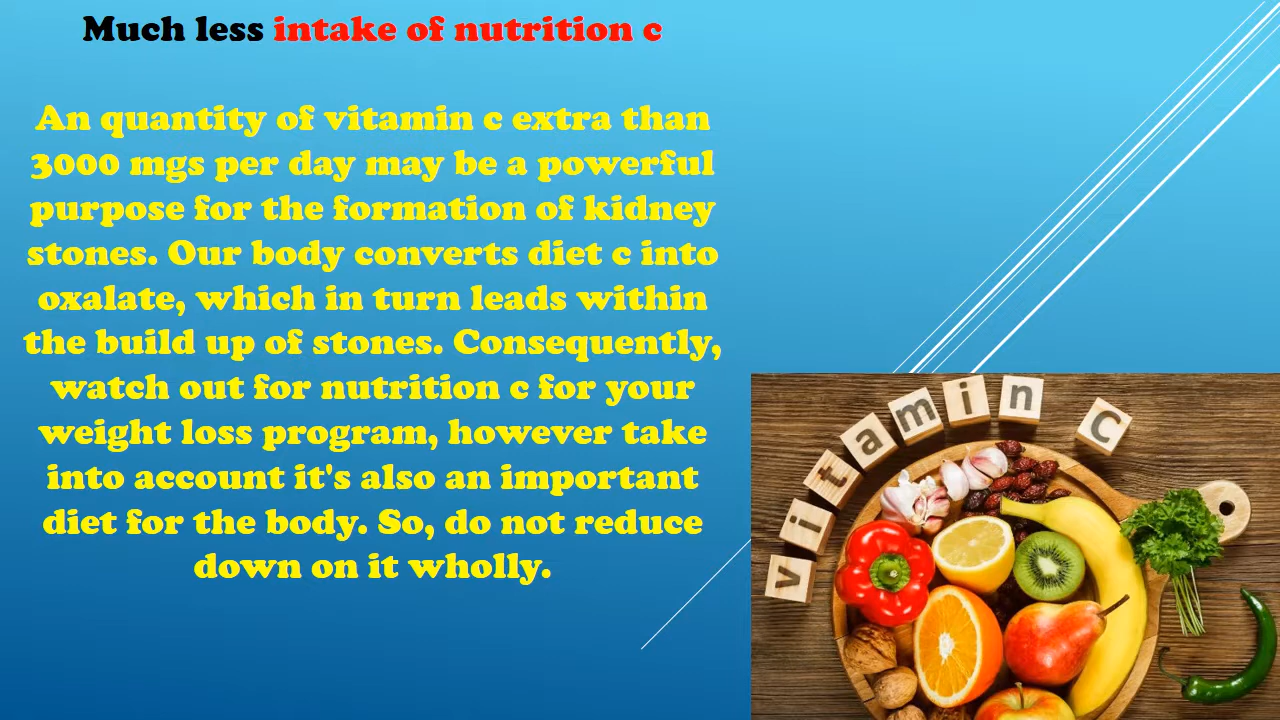 Much less intake of nutrition c
An quantity of vitamin c extra than
3000 mgs per day may be a powerful
purpose for the formation of kidney
stones. Our body converts diet c into
oxalate, which in turn leads within
the build up of stones. Consequently,
watch out for nutrition c for your
weight loss program, however take
into account it's also an important
diet for the body. So, do not reduce
down on it wholly.
vitamin C